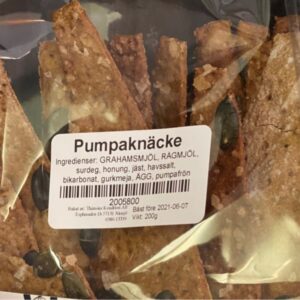 Pumpaknäcke
Ingredienser: GRAHAMSMJÖL, RÅGMJÖL,
surdeg, honung, jäst, havssalt,
bikarbonat, gurkmeja, ÄGG, pumpafrön
2005800
Bäst före 2021-06-07
Vikt: 200g